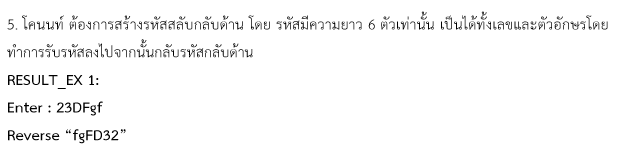 5. โคนนท์ ต้องการสร้างรหัสสลับกลับด้าน โดย รหัสมีความยาว 6 ตัวเท่านั้น เป็นได้ทั้งเลขและตัวอักษรโดย
ทำการรับรหัสลงไปจากนั้นกลับรหัสกลับด้าน
RESULT_EX 1:
Enter : 23DFgf
Reverse “fgFD32”